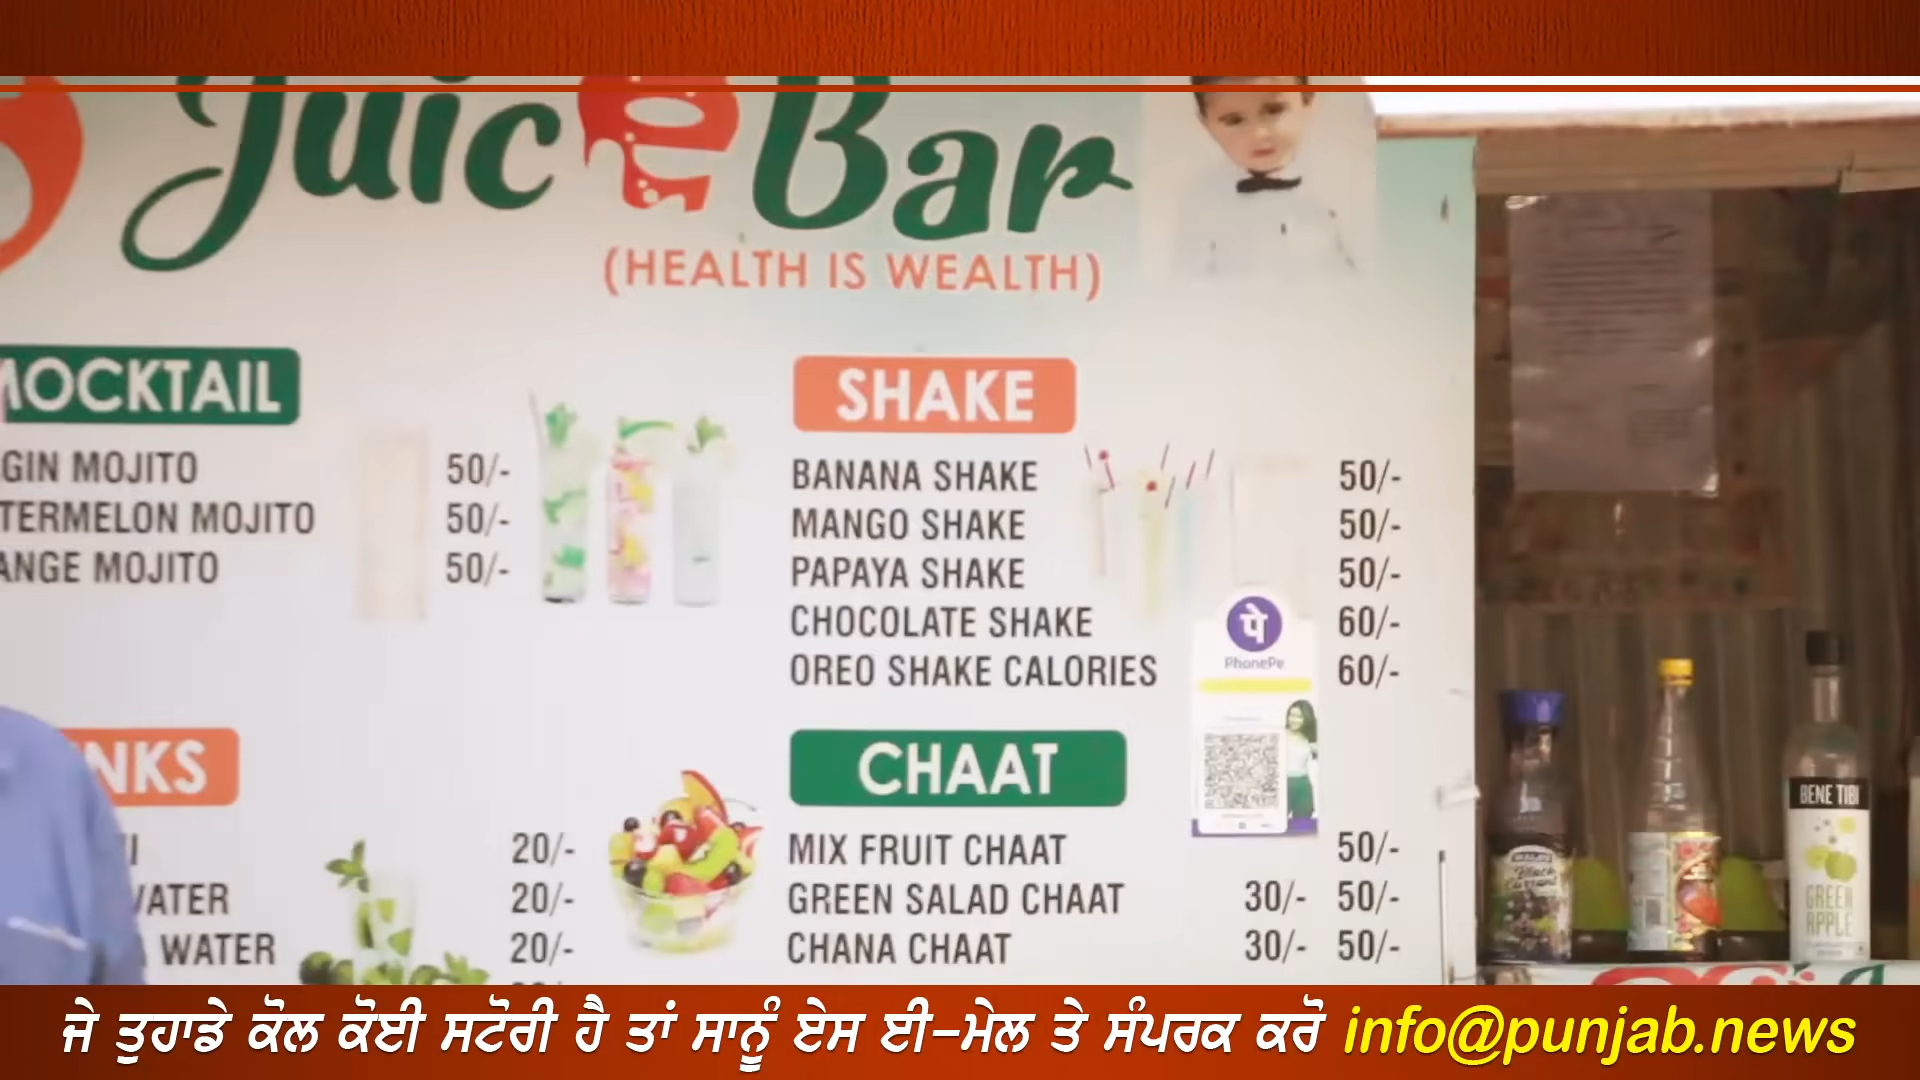 Juice Bar
(HEALTH IS WEALTH)
MOCKTAIL
GIN MOJITO 50/-
TERMELON MOJITO 50/-
ANGE MOJITO 50/-
SHAKE
BANANA SHAKE 50/-
MANGO SHAKE 50/-
PAPAYA SHAKE 50/-
CHOCOLATE SHAKE 60/-
OREO SHAKE CALORIES 60/-
पे
PhonePe
NKS
I 20/-
WATER 20/-
WATER 20/-
CHAAT
MIX FRUIT CHAAT 50/-
GREEN SALAD CHAAT 30/- 50/-
CHANA CHAAT 30/- 50/-
Black
Currant
BENE TIBI
GREEN
APPLE
ਜੇ ਤੁਹਾਡੇ ਕੋਲ ਕੋਈ ਸਟੋਰੀ ਹੈ ਤਾਂ ਸਾਨੂੰ ਏਸ ਈ-ਮੇਲ ਤੇ ਸੰਪਰਕ ਕਰੋ info@punjab.news